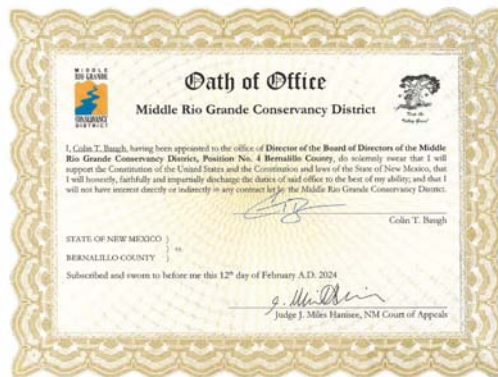 MIDDLE
RIO GRANDE
CONSERVANCY
DISTRICT
Oath of Office
Middle Rio Grande Conservancy District
I, Colin T. Baugh, having been appointed to the office of Director of the Board of Directors of the Middle
Rio Grande Conservancy District, Position No. 4 Bernalillo County, do solemnly swear that I will
support the Constitution of the United States and the Constitution and laws of the State of New Mexico, that
I will honestly, faithfully and impartially discharge the duties of said office to the best of my ability; and that I
will not have interest directly or indirectly in any contract let by the Middle Rio Grande Conservancy District.
Colin T. Baugh
STATE OF NEW MEXICO )
) ss.
BERNALILLO COUNTY )
Subscribed and sworn to before me this 12th day of February A.D. 2024
Judge J. Miles Hanisee, NM Court of Appeals